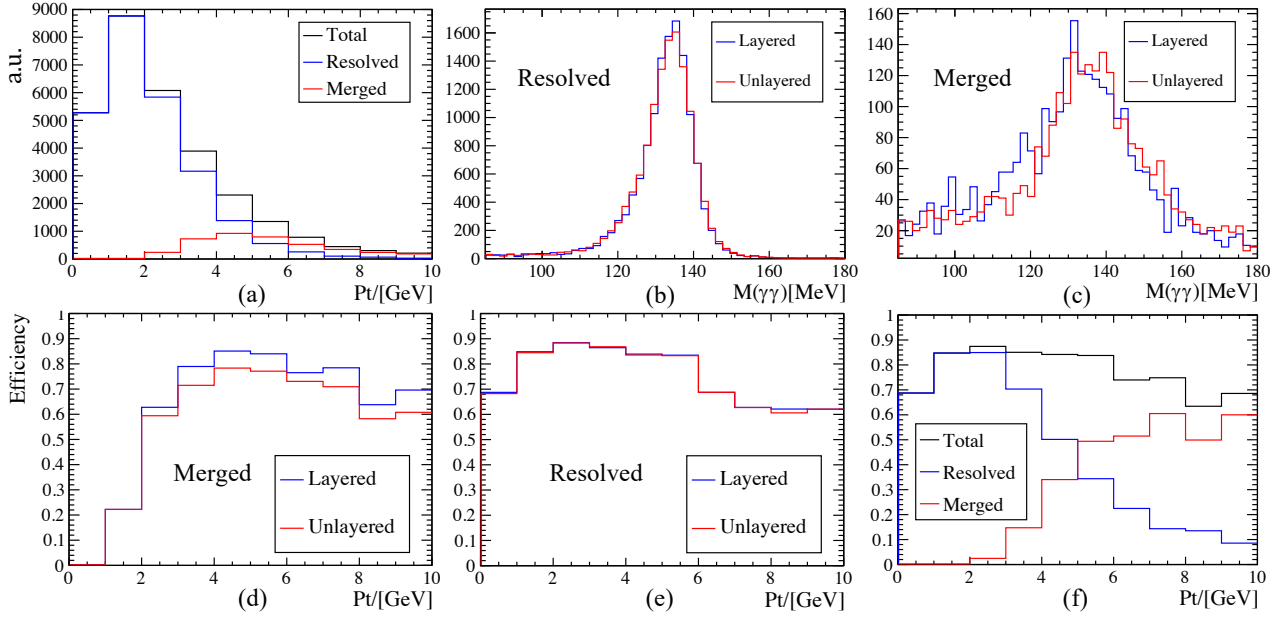 a.u.
9000
8000
7000
6000
5000
4000
3000
2000
1000
0
0 2 4 6 8 10
Total
Resolved
Merged
(a)
Pt/[GeV]
1600
1400
1200
1000
800
600
400
200
0
100 120 140 160 180
Resolved
Layered
Unlayered
(b)
M(γγ)[MeV]
160
140
120
100
80
60
40
20
100 120 140 160 180
Merged
Layered
Unlayered
(c)
M(γγ)[MeV]
Efficiency
1
0.9
0.8
0.7
0.6
0.5
0.4
0.3
0.2
0.1
0
0 2 4 6 8 10
Merged
Layered
Unlayered
(d)
Pt/[GeV]
1
0.9
0.8
0.7
0.6
0.5
0.4
0.3
0.2
0.1
0
0 2 4 6 8 10
Resolved
Layered
Unlayered
(e)
Pt/[GeV]
1
0.9
0.8
0.7
0.6
0.5
0.4
0.3
0.2
0.1
0
0 2 4 6 8 10
Total
Resolved
Merged
(f)
Pt/[GeV]